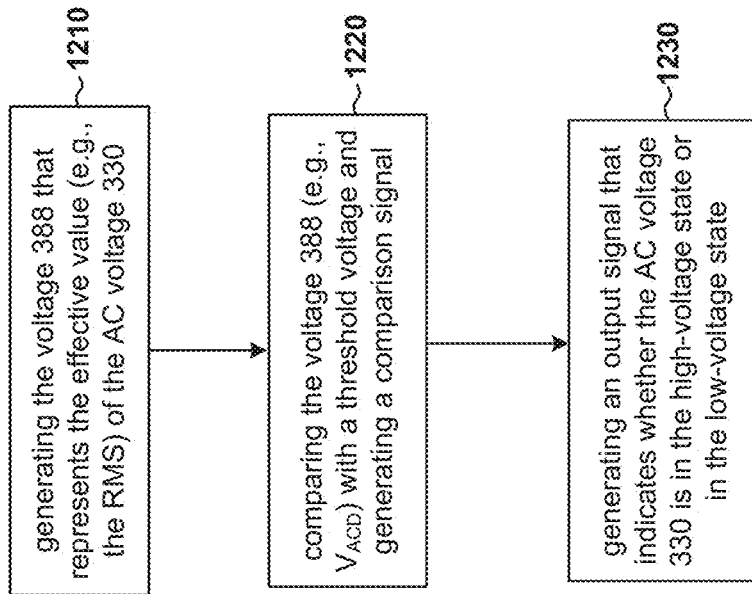 generating the voltage 388 that
represents the effective value (e.g.,
the RMS) of the AC voltage 330
1210
comparing the voltage 388 (e.g.,
VACD) with a threshold voltage and
generating a comparison signal
1220
generating an output signal that
indicates whether the AC voltage
330 is in the high-voltage state or
in the low-voltage state
1230